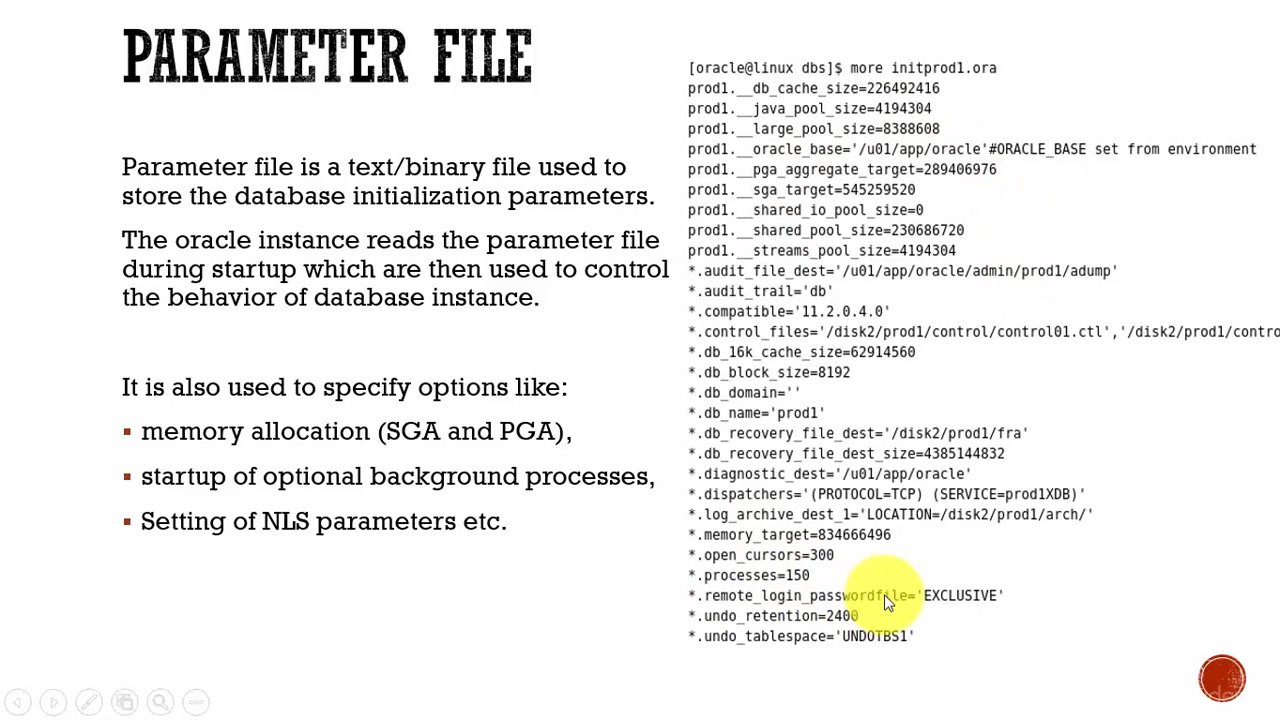 PARAMETER FILE
Parameter file is a text/binary file used to
store the database initialization parameters.
The oracle instance reads the parameter file
during startup which are then used to control
the behavior of database instance.
It is also used to specify options like:
▪ memory allocation (SGA and PGA),
▪ startup of optional background processes,
▪ Setting of NLS parameters etc.
[oracle@linux dbs]$ more initprod1.ora
prod1.__db_cache_size=226492416
prod1.__java_pool_size=4194304
prod1.__large_pool_size=8388608
prod1.__oracle_base='/u01/app/oracle'#ORACLE_BASE set from environment
prod1.__pga_aggregate_target=289406976
prod1.__sga_target=545259520
prod1.__shared_io_pool_size=0
prod1.__shared_pool_size=230686720
prod1.__streams_pool_size=4194304
*.audit_file_dest='/u01/app/oracle/admin/prod1/adump'
*.audit_trail='db'
*.compatible='11.2.0.4.0'
*.control_files='/disk2/prod1/control/control01.ctl','/disk2/prod1/contro
*.db_16k_cache_size=62914560
*.db_block_size=8192
*.db_domain=''
*.db_name='prod1'
*.db_recovery_file_dest='/disk2/prod1/fra'
*.db_recovery_file_dest_size=4385144832
*.diagnostic_dest='/u01/app/oracle'
*.dispatchers='(PROTOCOL=TCP) (SERVICE=prod1XDB)'
*.log_archive_dest_1='LOCATION=/disk2/prod1/arch/'
*.memory_target=834666496
*.open_cursors=300
*.processes=150
*.remote_login_passwordfile='EXCLUSIVE'
*.undo_retention=2400
*.undo_tablespace='UNDOTBS1'